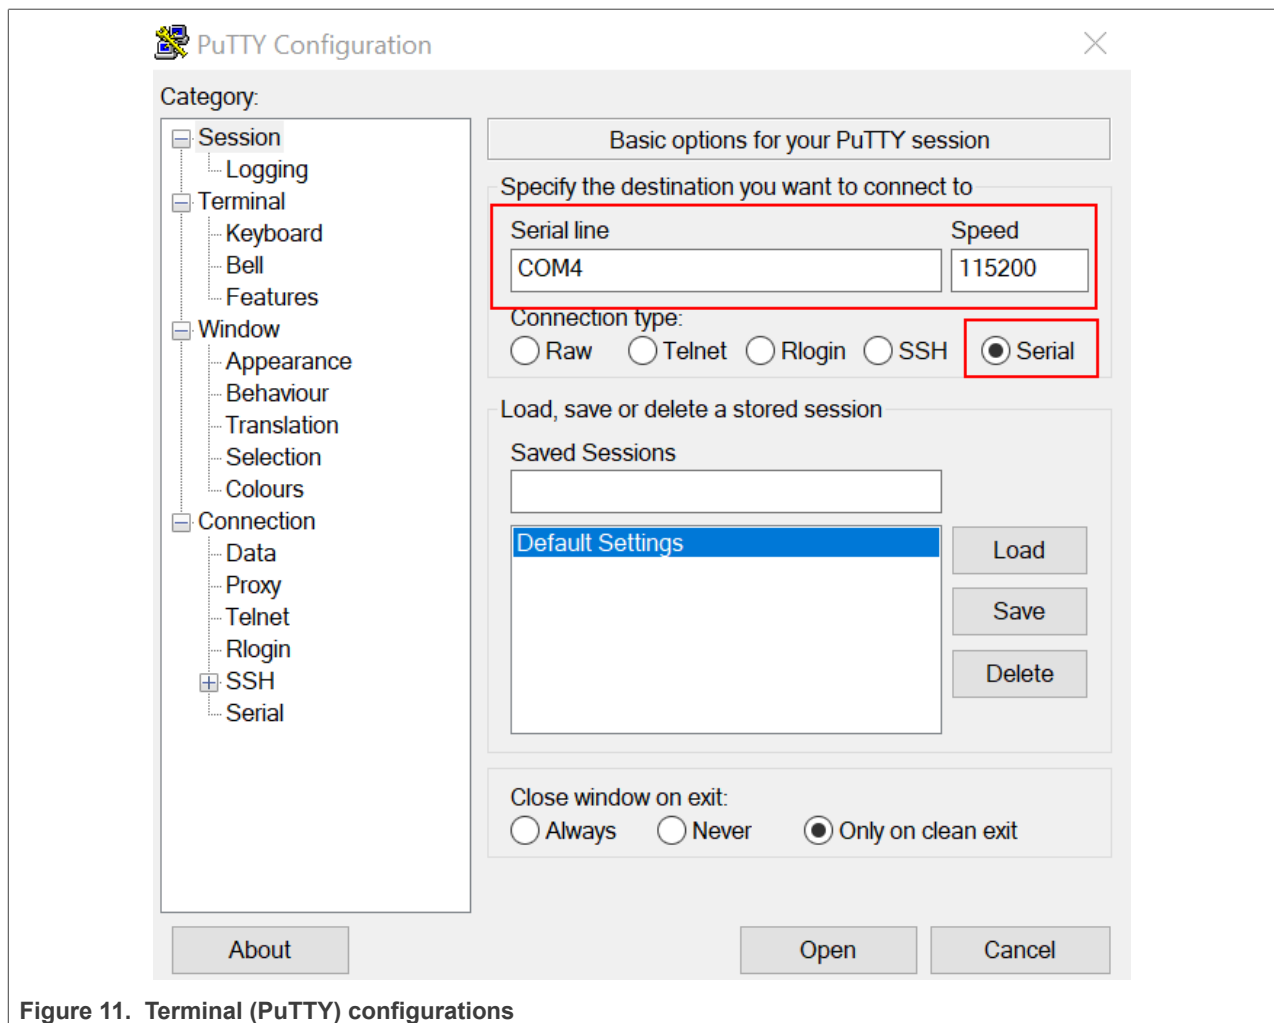 PuTTY Configuration
Category:
Session
Logging
Terminal
Keyboard
Bell
Features
Window
Appearance
Behaviour
Translation
Selection
Colours
Connection
Data
Proxy
Telnet
Rlogin
SSH
Serial
Basic options for your PuTTY session
Specify the destination you want to connect to
Serial line Speed
COM4 115200
Connection type:
Raw Telnet Rlogin SSH Serial
Load, save or delete a stored session
Saved Sessions
Default Settings
Load
Save
Delete
Close window on exit:
Always Never Only on clean exit
About Open Cancel
Figure 11. Terminal (PuTTY) configurations